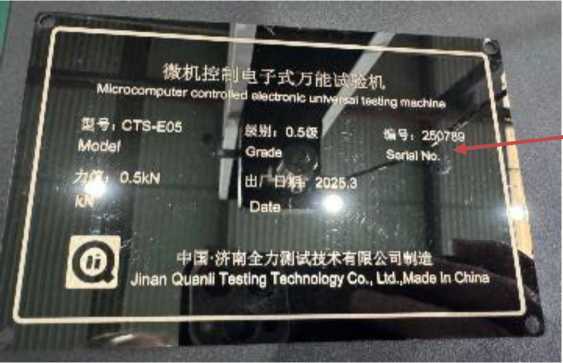 微机控制电子式万能试验机
Microcomputer controlled electronic universal testing machine
型号: CTS-E05 级别: 0.5级 编号: 250789
Model Grade Serial No.
力值: 0.5kN 出厂日期: 2025.3
kN Date
中国·济南全力测试技术有限公司制造
Jinan Quanli Testing Technology Co., Ltd.,Made In China